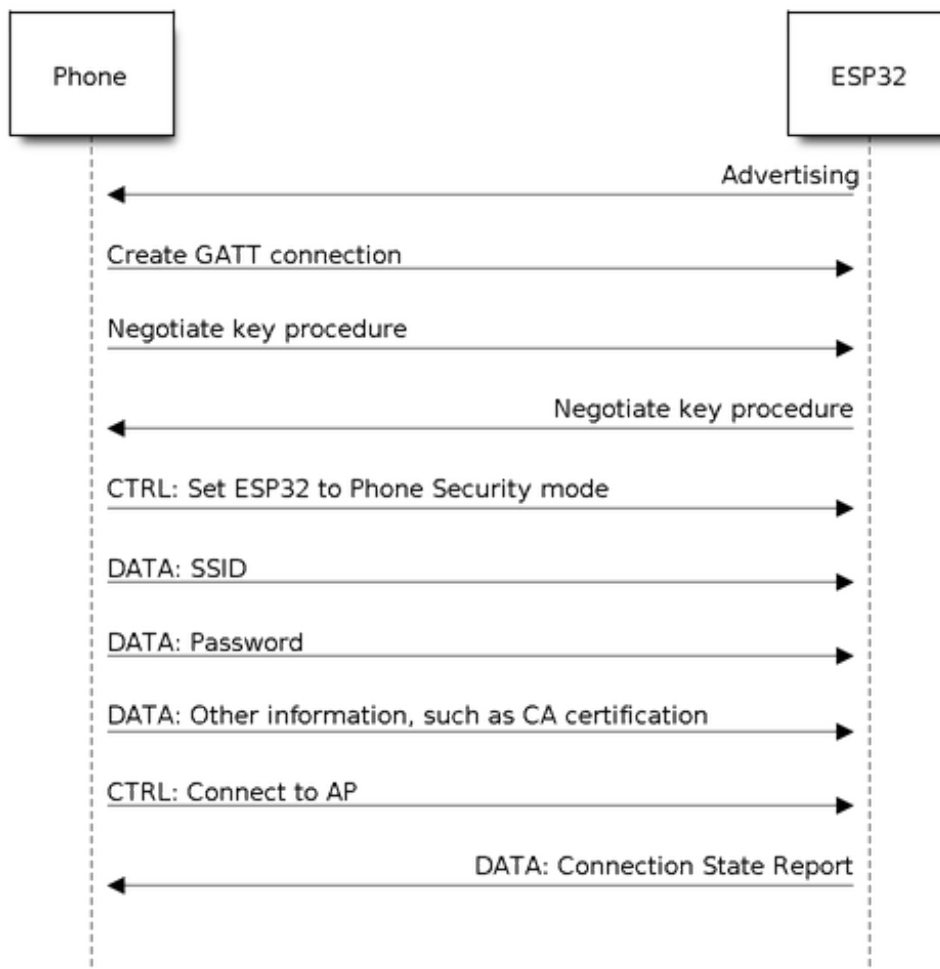 Phone
ESP32
Advertising
Create GATT connection
Negotiate key procedure
Negotiate key procedure
CTRL: Set ESP32 to Phone Security mode
DATA: SSID
DATA: Password
DATA: Other information, such as CA certification
CTRL: Connect to AP
DATA: Connection State Report